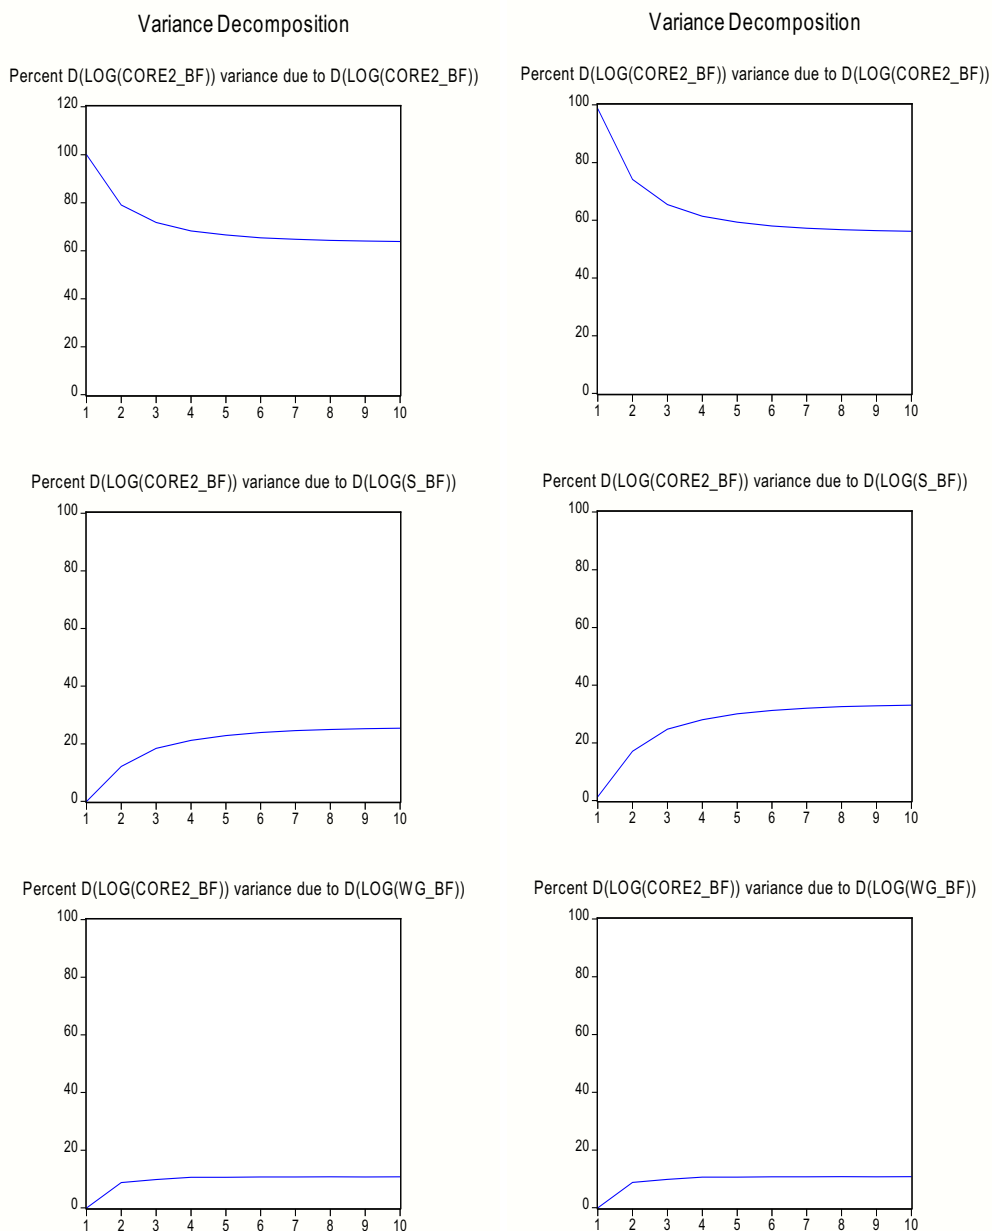 Variance Decomposition
Percent D(LOG(CORE2_BF)) variance due to D(LOG(CORE2_BF))
120
100
80
60
40
20
0
1 2 3 4 5 6 7 8 9 10
Percent D(LOG(CORE2_BF)) variance due to D(LOG(S_BF))
100
80
60
40
20
0
1 2 3 4 5 6 7 8 9 10
Percent D(LOG(CORE2_BF)) variance due to D(LOG(WG_BF))
100
80
60
40
20
0
1 2 3 4 5 6 7 8 9 10
Variance Decomposition
Percent D(LOG(CORE2_BF)) variance due to D(LOG(CORE2_BF))
100
80
60
40
20
0
1 2 3 4 5 6 7 8 9 10
Percent D(LOG(CORE2_BF)) variance due to D(LOG(S_BF))
100
80
60
40
20
0
1 2 3 4 5 6 7 8 9 10
Percent D(LOG(CORE2_BF)) variance due to D(LOG(WG_BF))
100
80
60
40
20
0
1 2 3 4 5 6 7 8 9 10